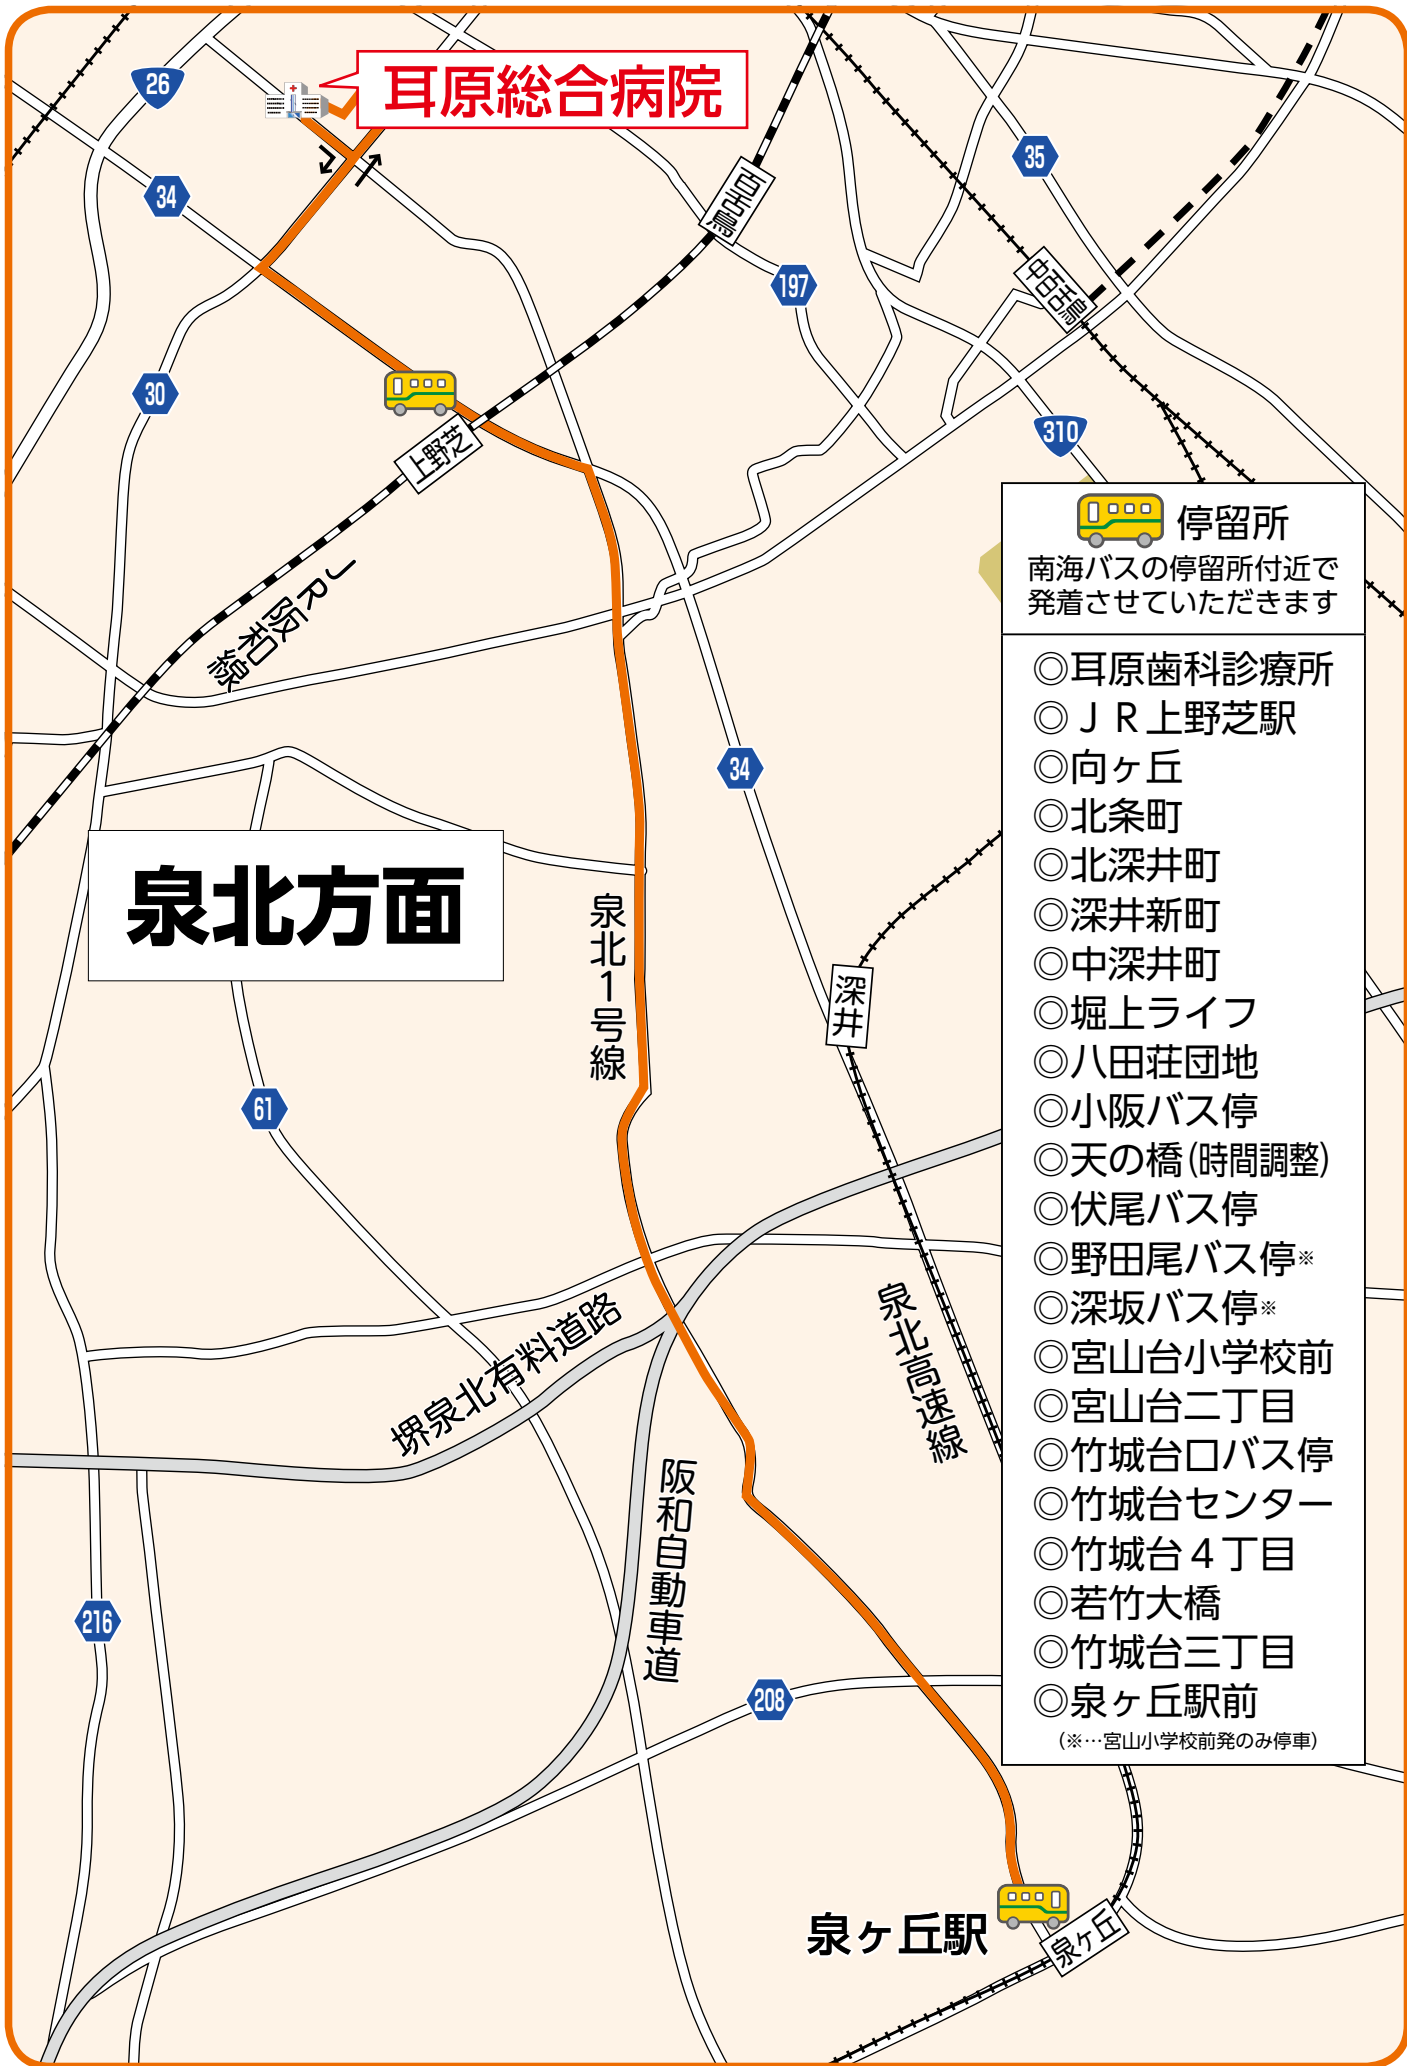 耳原総合病院
26
34
35
百舌鳥
197
中百舌鳥
30
310
上野芝
JR阪和線
停留所
南海バスの停留所付近で
発着させていただきます
◎耳原歯科診療所
◎ＪＲ上野芝駅
◎向ヶ丘
◎北条町
◎北深井町
◎深井新町
◎中深井町
◎堀上ライフ
◎八田荘団地
◎小阪バス停
◎天の橋(時間調整)
◎伏尾バス停
◎野田尾バス停※
◎深坂バス停※
◎宮山台小学校前
◎宮山台二丁目
◎竹城台口バス停
◎竹城台センター
◎竹城台４丁目
◎若竹大橋
◎竹城台三丁目
◎泉ヶ丘駅前
(※…宮山小学校前発のみ停車)
34
泉北方面
泉北1号線
深井
61
堺泉北有料道路
泉北高速線
阪和自動車道
216
208
泉ヶ丘駅
泉ヶ丘